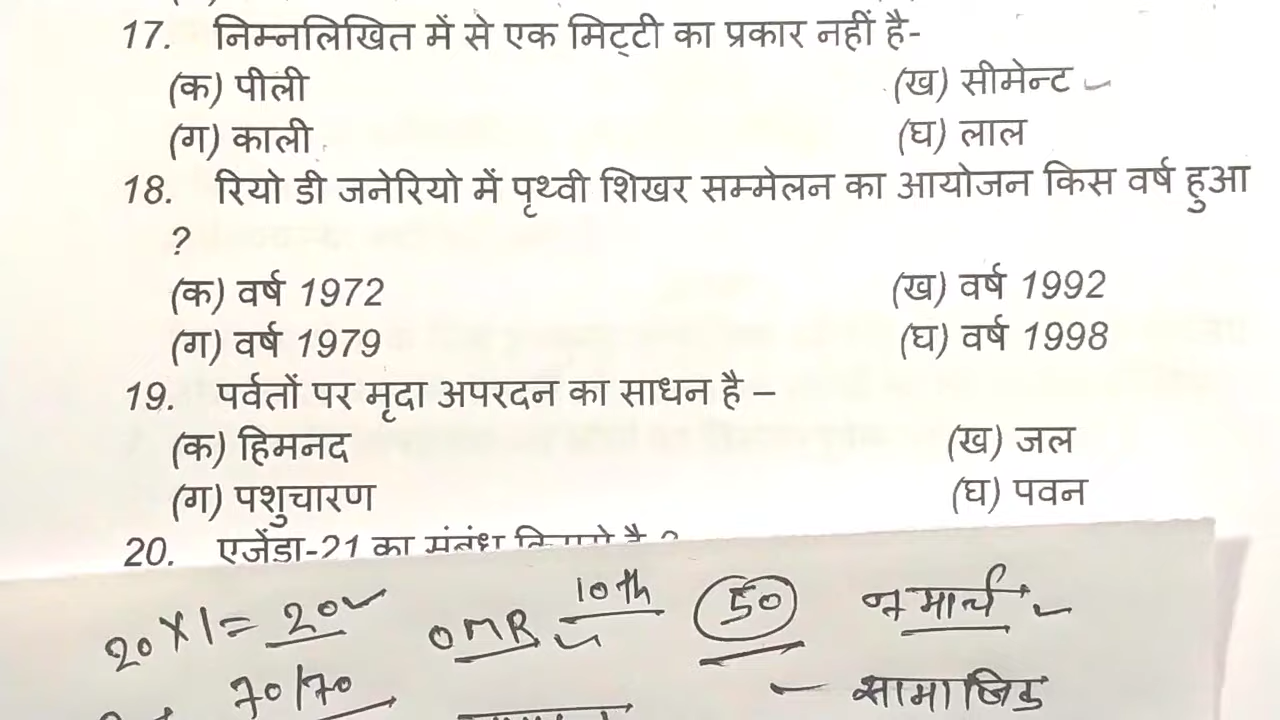 17. निम्नलिखित में से एक मिट्टी का प्रकार नहीं है-
(क) पीली (ख) सीमेन्ट
(ग) काली (घ) लाल
18. रियो डी जनेरियो में पृथ्वी शिखर सम्मेलन का आयोजन किस वर्ष हुआ
?
(क) वर्ष 1972 (ख) वर्ष 1992
(ग) वर्ष 1979 (घ) वर्ष 1998
19. पर्वतों पर मृदा अपरदन का साधन है –
(क) हिमनद (ख) जल
(ग) पशुचारण (घ) पवन
20. एजेंडा-21 का संबंध
20 X 1 = 20 OMR 10th 50 मार्च
70/70 सामाजिक